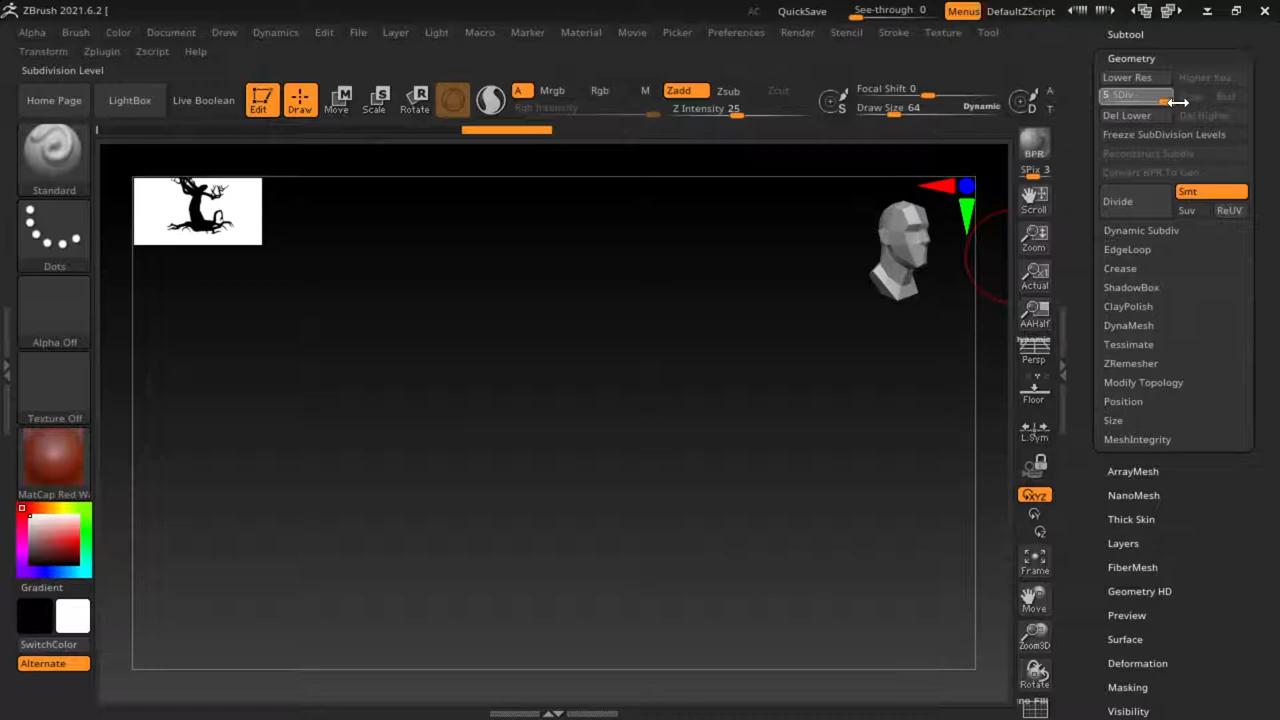 ZBrush 2021.6.2 [
AC QuickSave See-through 0 Menus DefaultZScript
Alpha Brush Color Document Draw Dynamics Edit File Layer Light Macro Marker Material Movie Picker Preferences Render Stencil Stroke Texture Tool
Transform Zplugin Zscript Help
Subdivision Level
Home Page LightBox Live Boolean Edit Draw Move Scale Rotate
A Mrgb Rgb M Zadd Zsub Zcut
Rgb Intensity Z Intensity 25
Focal Shift 0
Draw Size 64 Dynamic
Standard
Dots
Alpha Off
Texture Off
MatCap Red W
Gradient
SwitchColor
Alternate
BPR
SPix 3
Scroll
Zoom
Actual
AAHalf
Dynamic
Persp
Floor
L.Sym
XYZ
Frame
Move
Zoom3D
Rotate
Subtool
Geometry
Lower Res
5 SDiv
Del Lower Del Higher
Freeze SubDivision Levels
Reconstruct Subdiv
Convert BPR To Geo
Divide Smt
Suv ReUV
Dynamic Subdiv
EdgeLoop
Crease
ShadowBox
ClayPolish
DynaMesh
Tessimate
ZRemesher
Modify Topology
Position
Size
MeshIntegrity
ArrayMesh
NanoMesh
Thick Skin
Layers
FiberMesh
Geometry HD
Preview
Surface
Deformation
Masking
Visibility